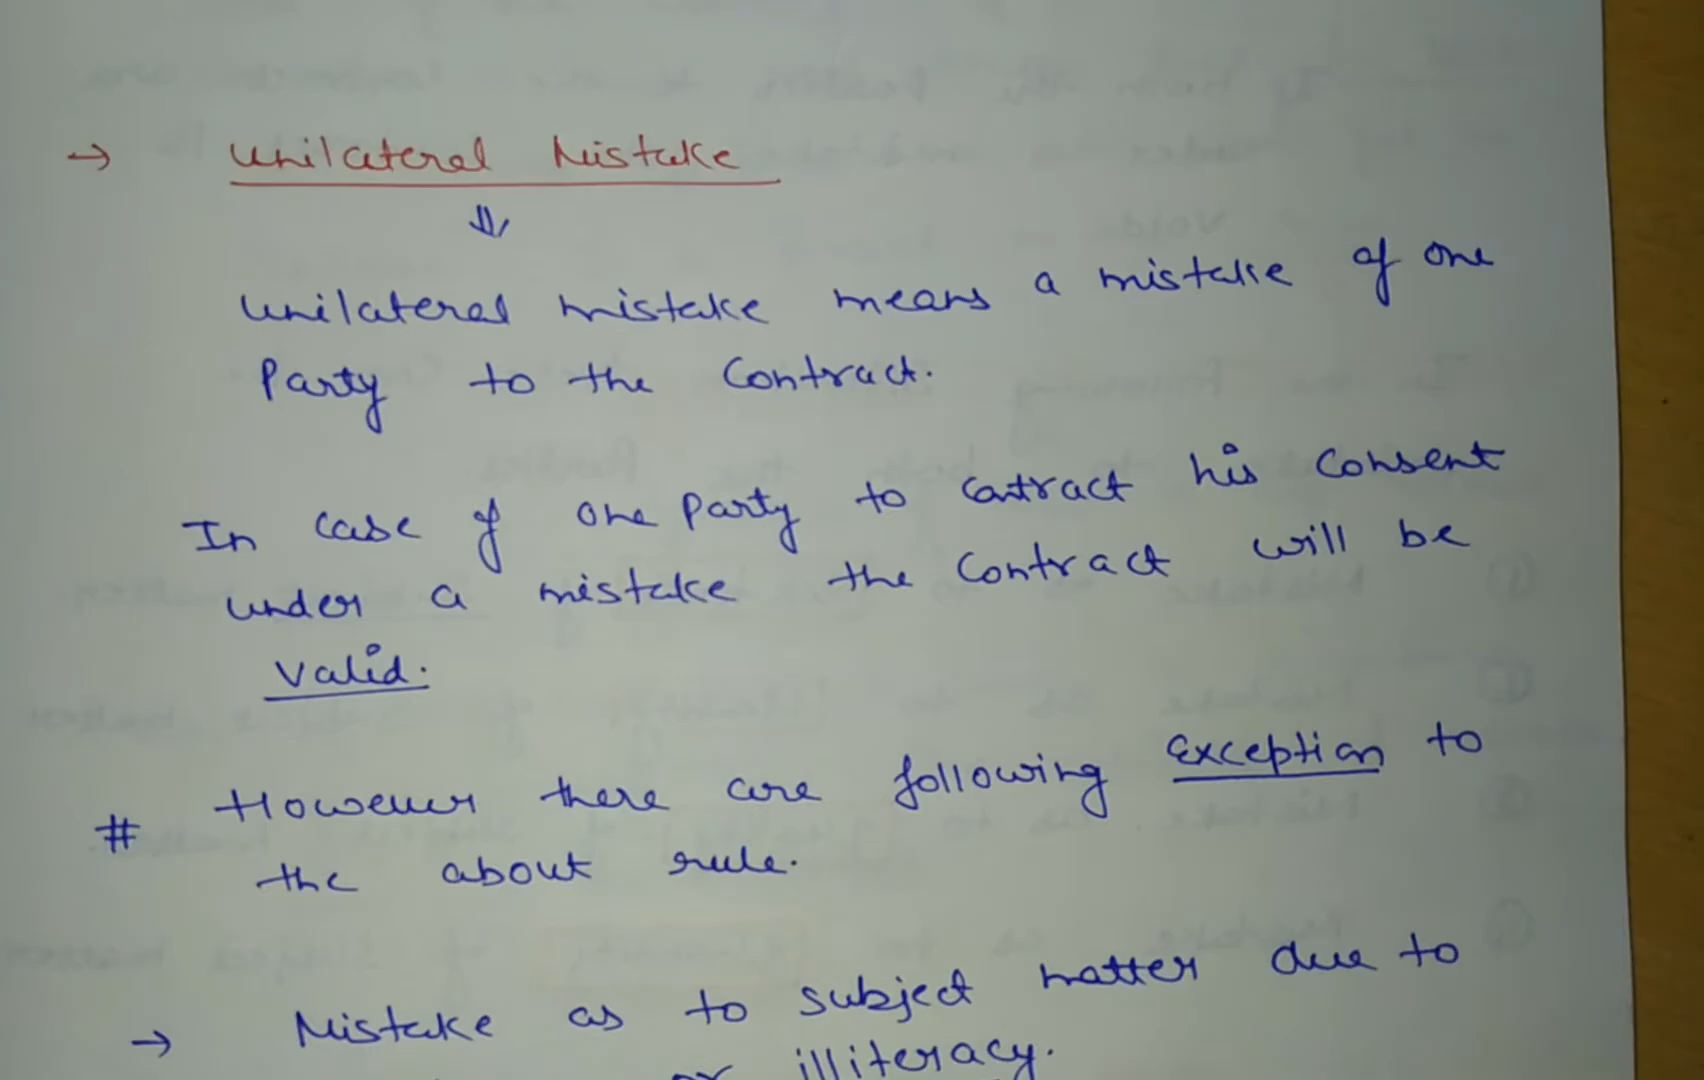 → Unilateral Mistake
⇓
Unilateral mistake means a mistake of one
Party to the Contract.
In case of one party to contract his consent
under a mistake the contract will be
valid.
# However there are following exception to
the about rule.
→ Mistake as to subject matter due to
or illiteracy.